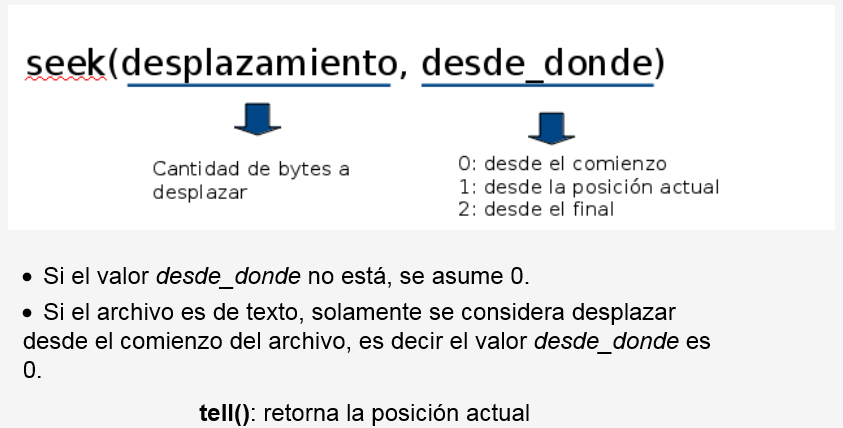 seek(desplazamiento, desde_donde)
Cantidad de bytes a
desplazar
0: desde el comienzo
1: desde la posición actual
2: desde el final
• Si el valor desde_donde no está, se asume 0.
• Si el archivo es de texto, solamente se considera desplazar
desde el comienzo del archivo, es decir el valor desde_donde es
0.
tell(): retorna la posición actual